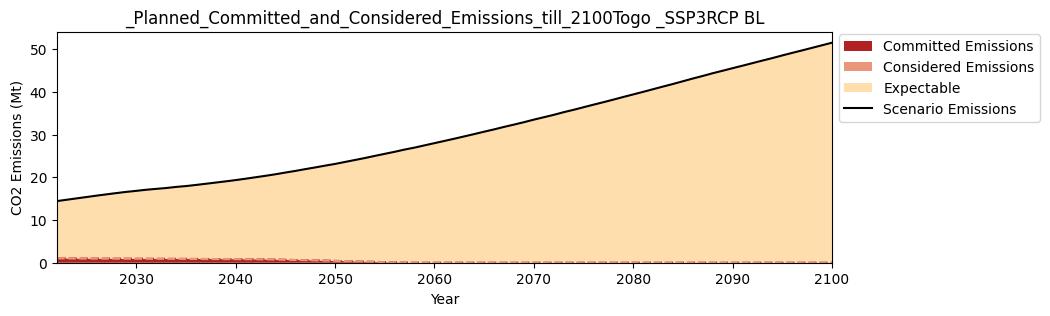 _Planned_Committed_and_Considered_Emissions_till_2100Togo _SSP3RCP BL
CO2 Emissions (Mt)
50
40
30
20
10
0
2030 2040 2050 2060 2070 2080 2090 2100
Year
Committed Emissions
Considered Emissions
Expectable
Scenario Emissions